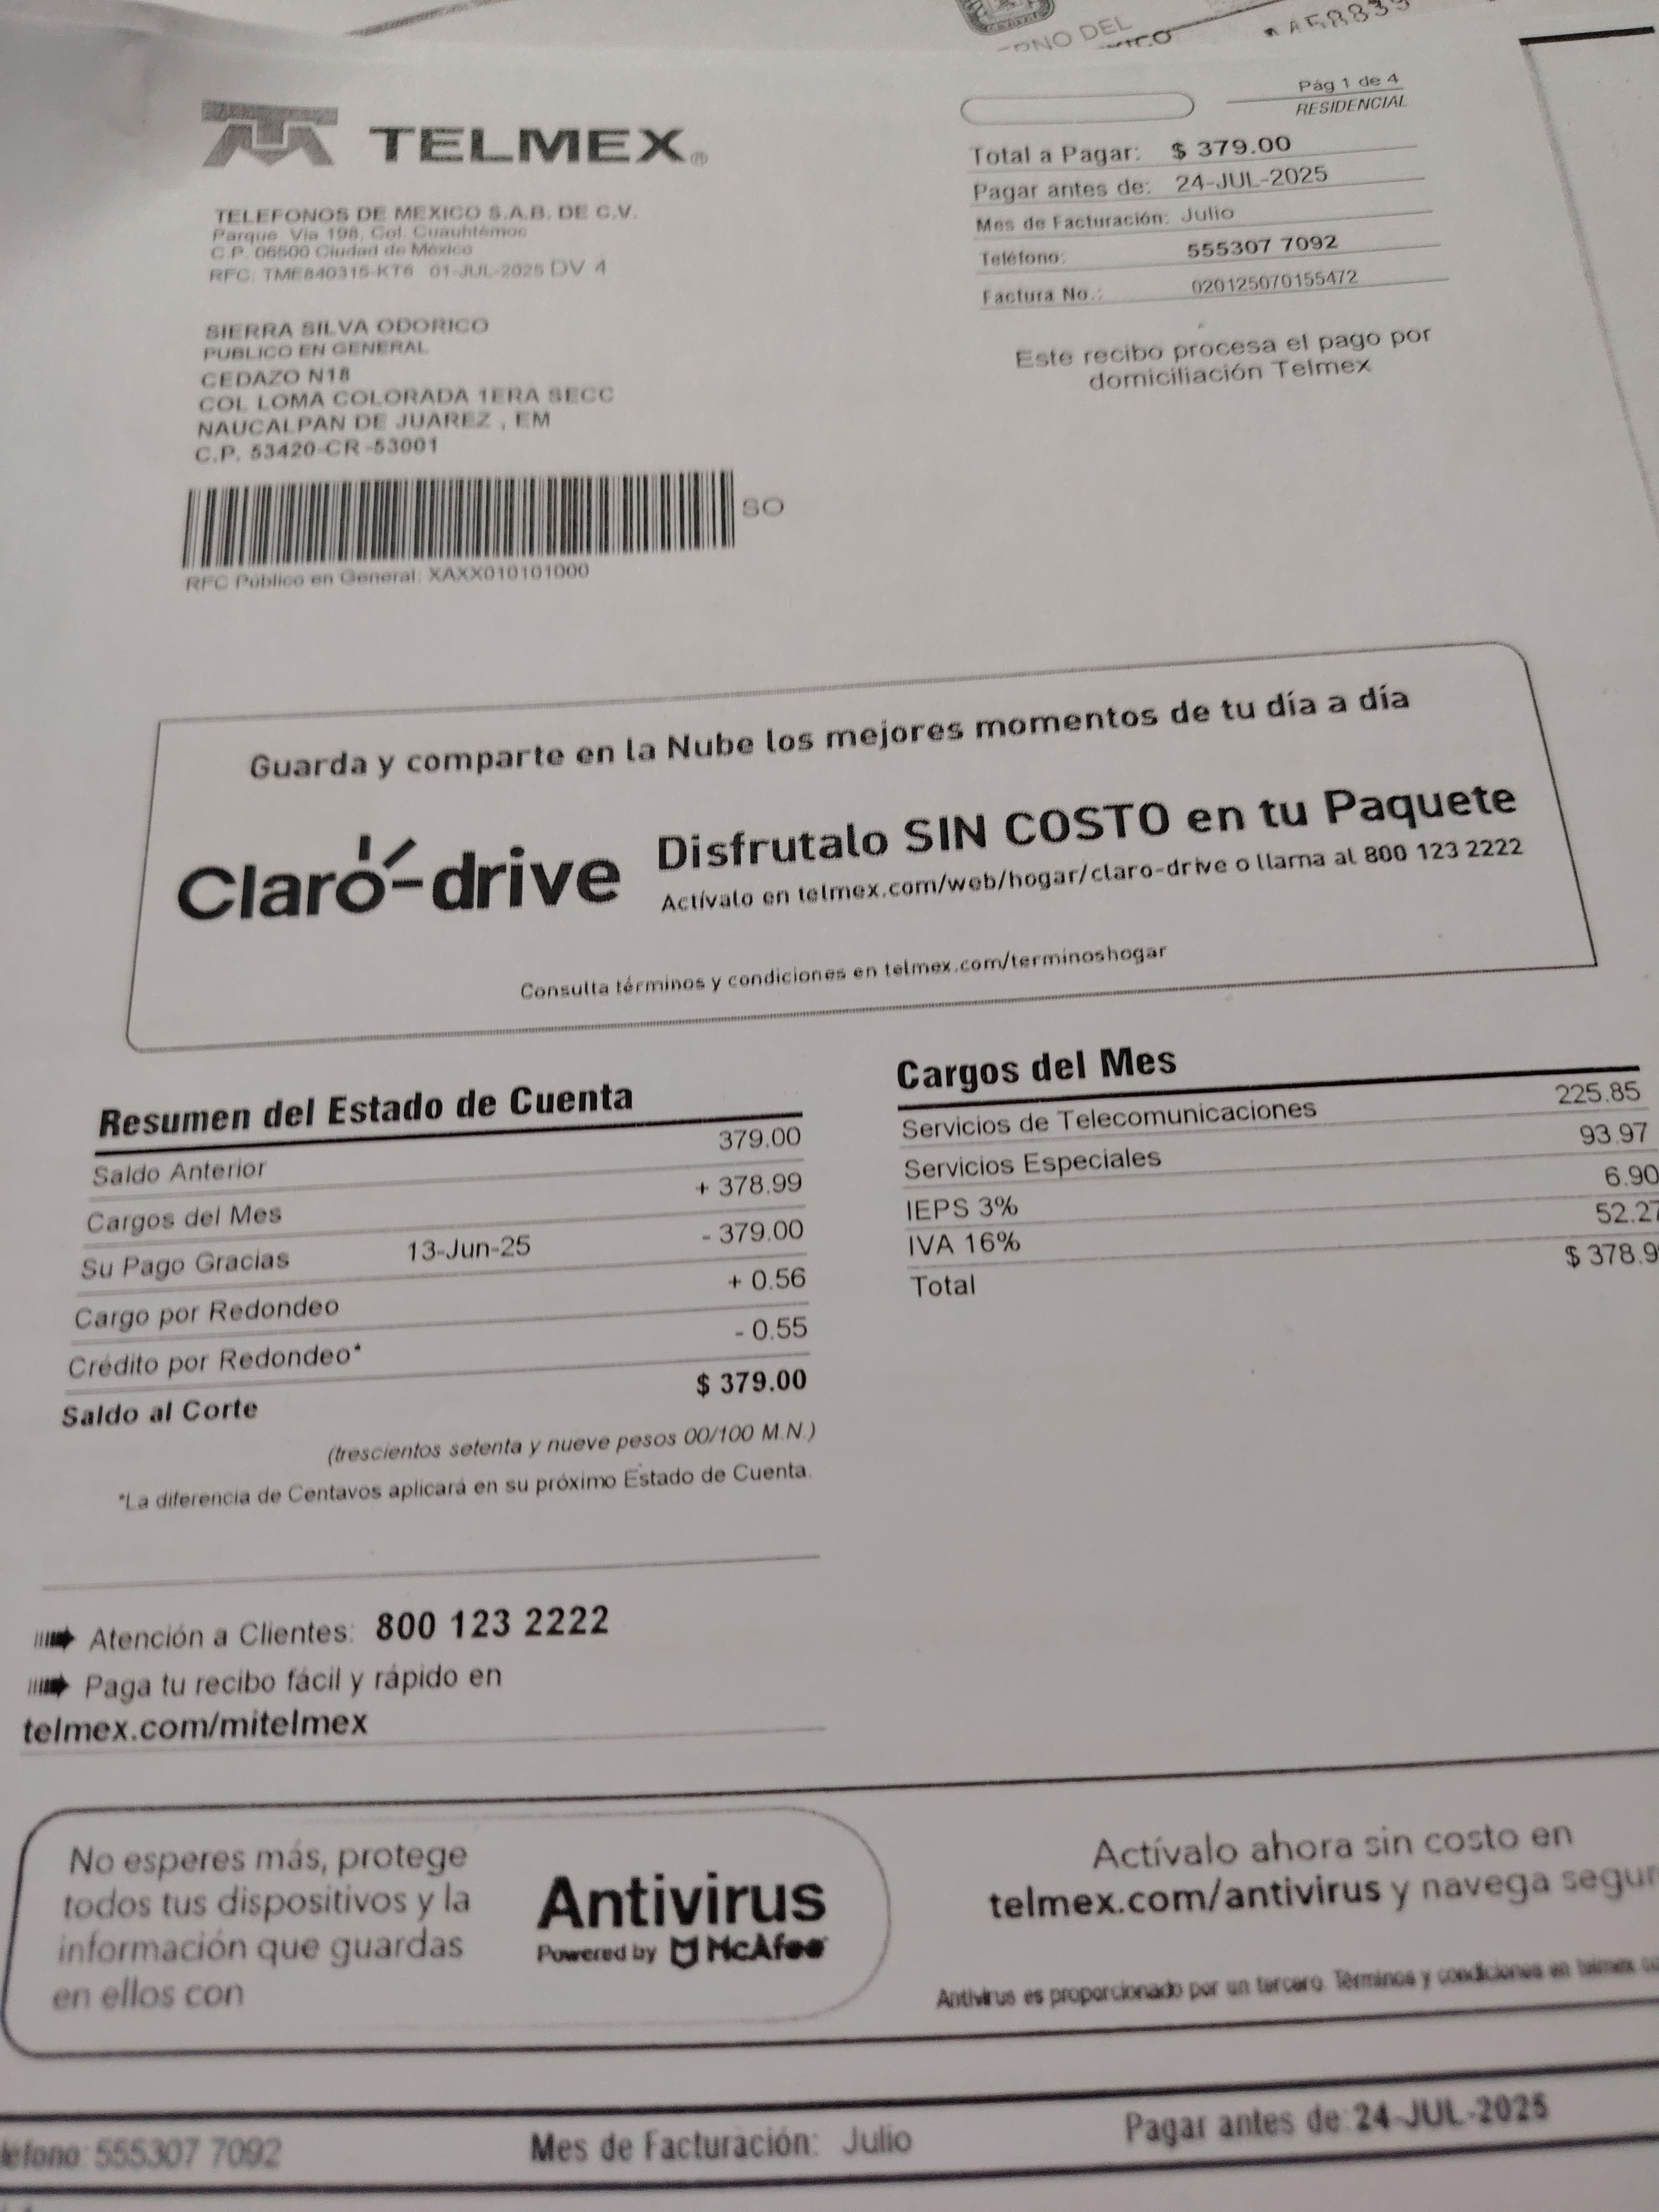 DEL
Pág 1 de 4
RESIDENCIAL
TELMEX®
Total a Pagar: $ 379.00
Pagar antes de: 24-JUL-2025
Mes de Facturación: Julio
Teléfono: 555307 7092
Factura No.: 020125070155472
TELEFONOS DE MEXICO S.A.B. DE C.V.
Parque Via 198, Col. Cuauhtémoc
C.P. 06500 Ciudad de México
RFC: TME840315-KT6 01-JUL-2025 DV 4
SIERRA SILVA ODORICO
PUBLICO EN GENERAL
CEDAZO N18
COL LOMA COLORADA 1ERA SECC
NAUCALPAN DE JUAREZ , EM
C.P. 53420-CR -53001
Este recibo procesa el pago por
domiciliación Telmex
SO
RFC Público en General: XAXX010101000
Guarda y comparte en la Nube los mejores momentos de tu día a día
Claro-drive
Disfrutalo SIN COSTO en tu Paquete
Actívalo en telmex.com/web/hogar/claro-drive o llama al 800 123 2222
Consulta términos y condiciones en telmex.com/terminoshogar
Resumen del Estado de Cuenta
Saldo Anterior 379.00
Cargos del Mes + 378.99
Su Pago Gracias 13-Jun-25 - 379.00
Cargo por Redondeo + 0.56
Crédito por Redondeo* - 0.55
Saldo al Corte $ 379.00
(trescientos setenta y nueve pesos 00/100 M.N.)
*La diferencia de Centavos aplicará en su próximo Estado de Cuenta.
Cargos del Mes
Servicios de Telecomunicaciones 225.85
Servicios Especiales 93.97
IEPS 3% 6.90
IVA 16% 52.27
Total $ 378.9
Atención a Clientes: 800 123 2222
Paga tu recibo fácil y rápido en
telmex.com/mitelmex
No esperes más, protege
todos tus dispositivos y la
información que guardas
en ellos con
Antivirus
Powered by McAfee
Actívalo ahora sin costo en
telmex.com/antivirus y navega segur
Antivirus es proporcionado por un tercero. Términos y condiciones en telmex.co
léfono: 555307 7092 Mes de Facturación: Julio Pagar antes de: 24-JUL-2025